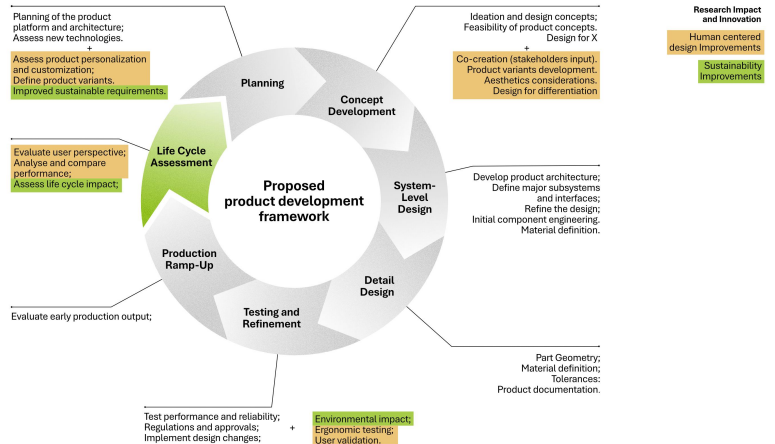 Planning of the product
platform and architecture;
Assess new technologies.
+
Assess product personalization
and customization;
Define product variants.
Improved sustainable requirements.
Ideation and design concepts;
Feasibility of product concepts.
Design for X
+
Co-creation (stakeholders input).
Product variants development.
Aesthetics considerations.
Design for differentiation
Research Impact
and Innovation
Human centered
design Improvements
Sustainability
Improvements
Planning
Concept
Development
Life Cycle
Assessment
Evaluate user perspective;
Analyse and compare
performance;
Assess life cycle impact;
Proposed
product development
framework
System-
Level
Design
Develop product architecture;
Define major subsystems
and interfaces;
Refine the design;
Initial component engineering.
Material definition.
Production
Ramp-Up
Detail
Design
Testing and
Refinement
Evaluate early production output;
Part Geometry;
Material definition;
Tolerances:
Product documentation.
Test performance and reliability;
Regulations and approvals;
Implement design changes;
+
Environmental impact;
Ergonomic testing;
User validation.